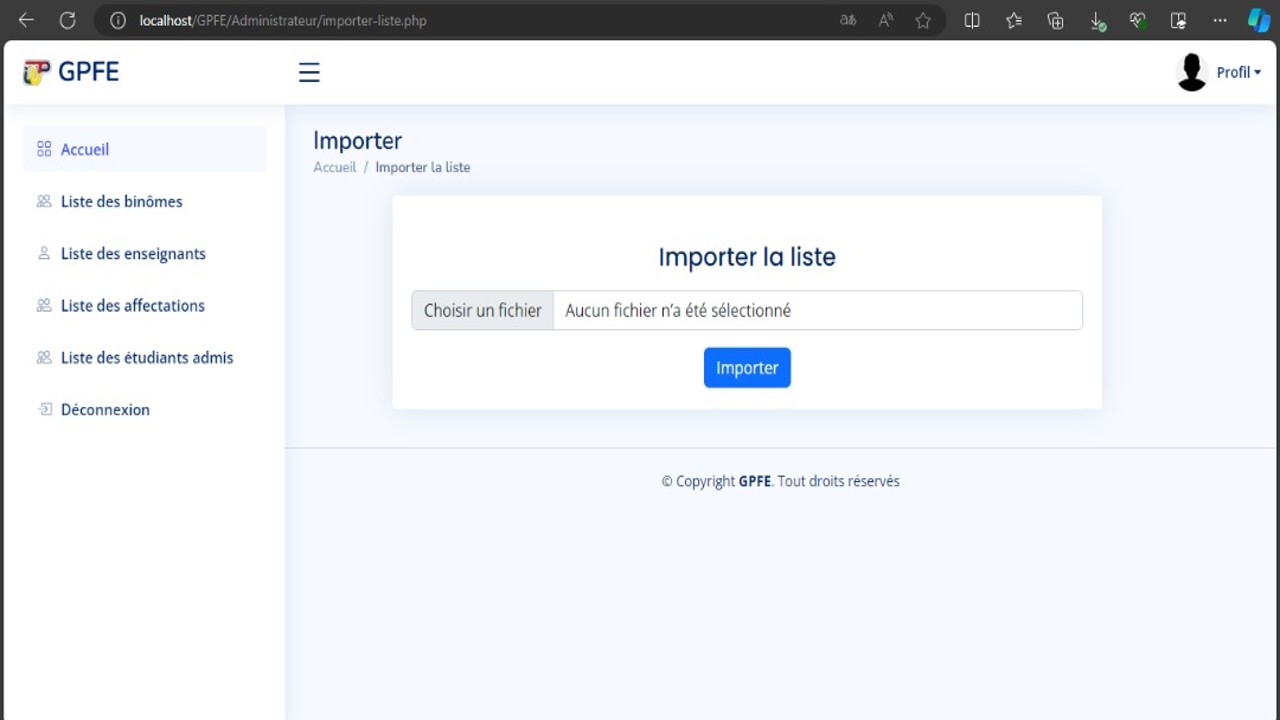 localhost/GPFE/Administrateur/importer-liste.php
GPFE
Profil
Accueil
Liste des binômes
Liste des enseignants
Liste des affectations
Liste des étudiants admis
Déconnexion
Importer
Accueil / Importer la liste
Importer la liste
Choisir un fichier Aucun fichier n'a été sélectionné
Importer
© Copyright GPFE. Tout droits réservés